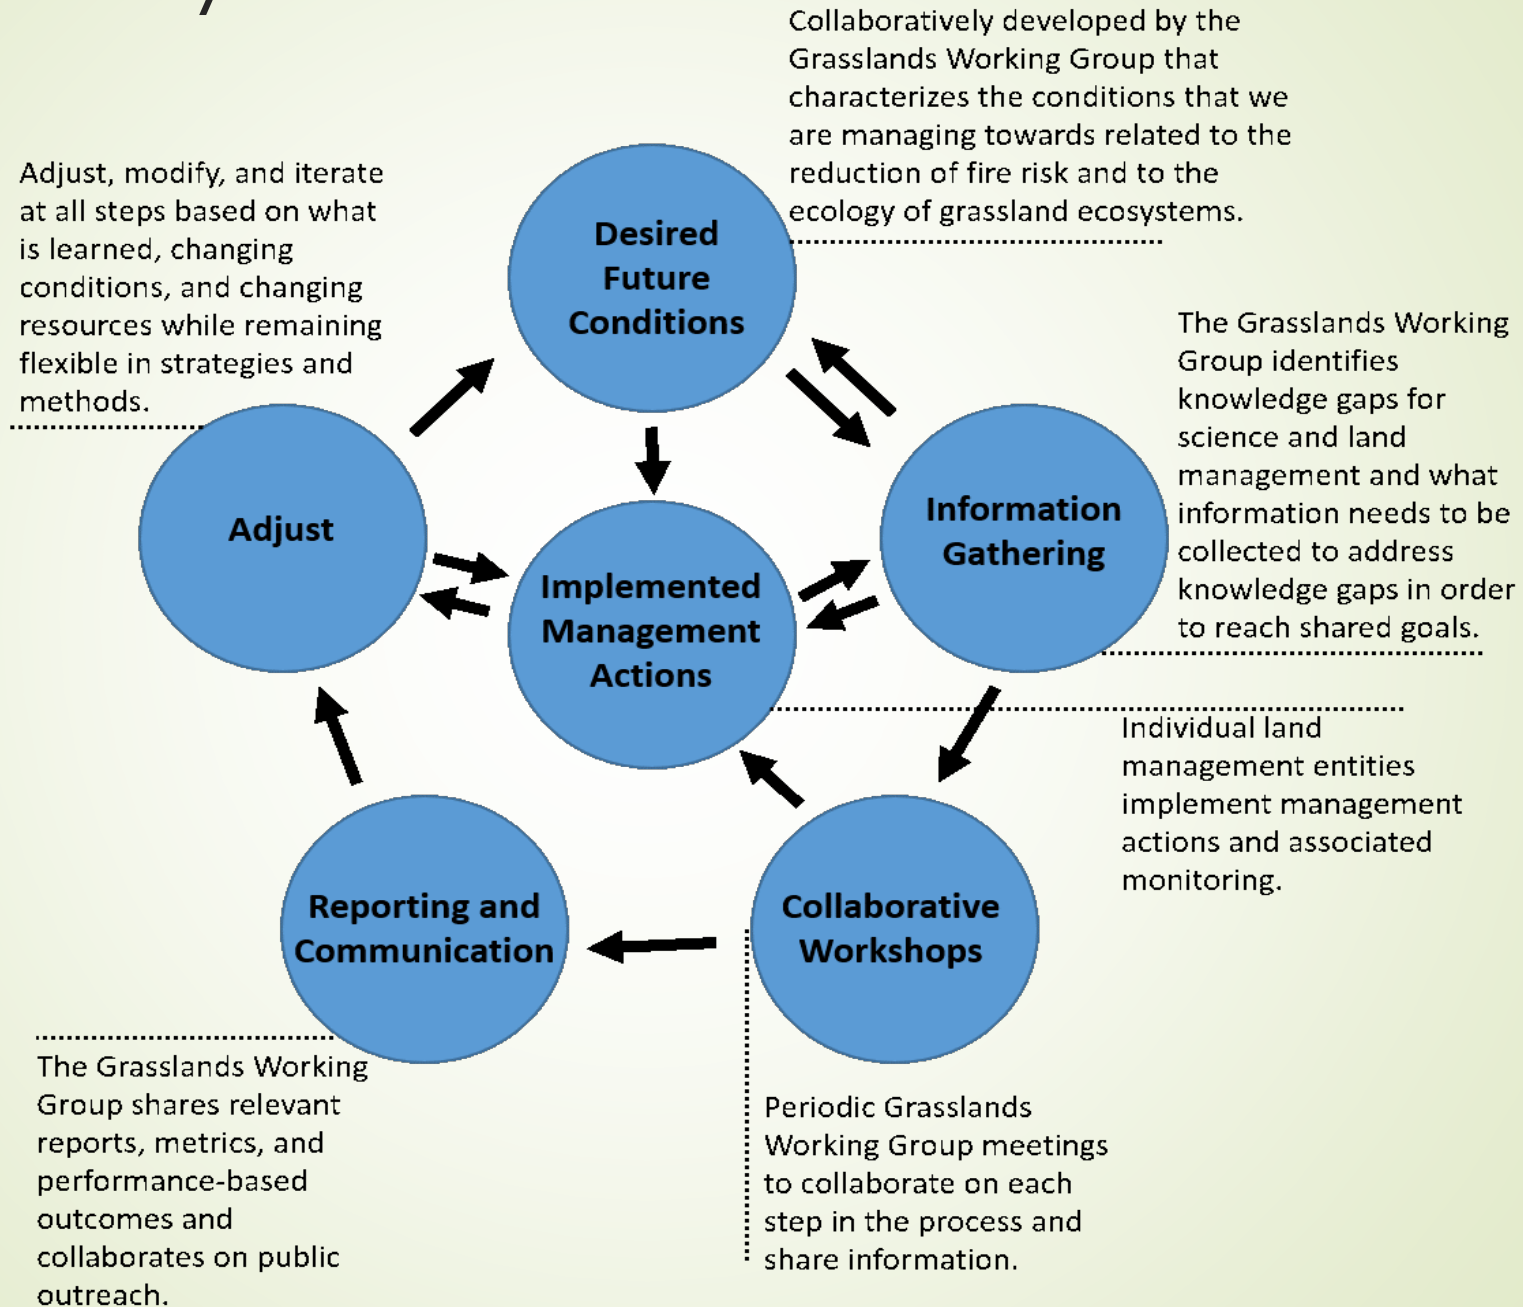 Collaboratively developed by the
Grasslands Working Group that
characterizes the conditions that we
are managing towards related to the
reduction of fire risk and to the
ecology of grassland ecosystems.
Adjust, modify, and iterate
at all steps based on what
is learned, changing
conditions, and changing
resources while remaining
flexible in strategies and
methods.
Desired
Future
Conditions
The Grasslands Working
Group identifies
knowledge gaps for
science and land
management and what
information needs to be
collected to address
knowledge gaps in order
to reach shared goals.
Adjust
Information
Gathering
Implemented
Management
Actions
Individual land
management entities
implement management
actions and associated
monitoring.
Reporting and
Communication
Collaborative
Workshops
The Grasslands Working
Group shares relevant
reports, metrics, and
performance-based
outcomes and
collaborates on public
outreach.
Periodic Grasslands
Working Group meetings
to collaborate on each
step in the process and
share information.